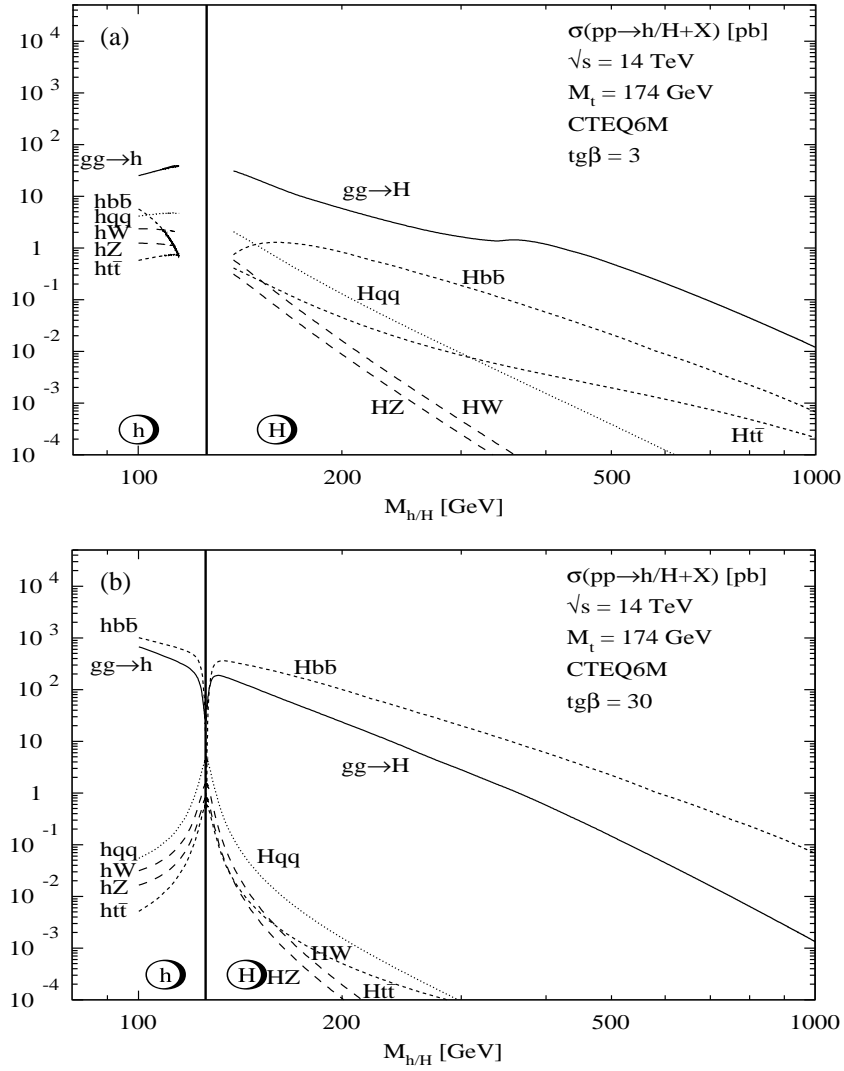 (a)
σ(pp→h/H+X) [pb]
√s = 14 TeV
M_t = 174 GeV
CTEQ6M
tgβ = 3
10^4
10^3
10^2
10
1
10^-1
10^-2
10^-3
10^-4
gg→h
hbb̄
hqq
hW
hZ
htt̄
gg→H
Hbb̄
Hqq
HZ
HW
Htt̄
h
H
100
200
500
1000
M_h/H [GeV]
(b)
σ(pp→h/H+X) [pb]
√s = 14 TeV
M_t = 174 GeV
CTEQ6M
tgβ = 30
10^4
10^3
10^2
10
1
10^-1
10^-2
10^-3
10^-4
hbb̄
gg→h
hqq
hW
hZ
htt̄
Hbb̄
gg→H
Hqq
HW
HZ
Htt̄
h
H
100
200
500
1000
M_h/H [GeV]